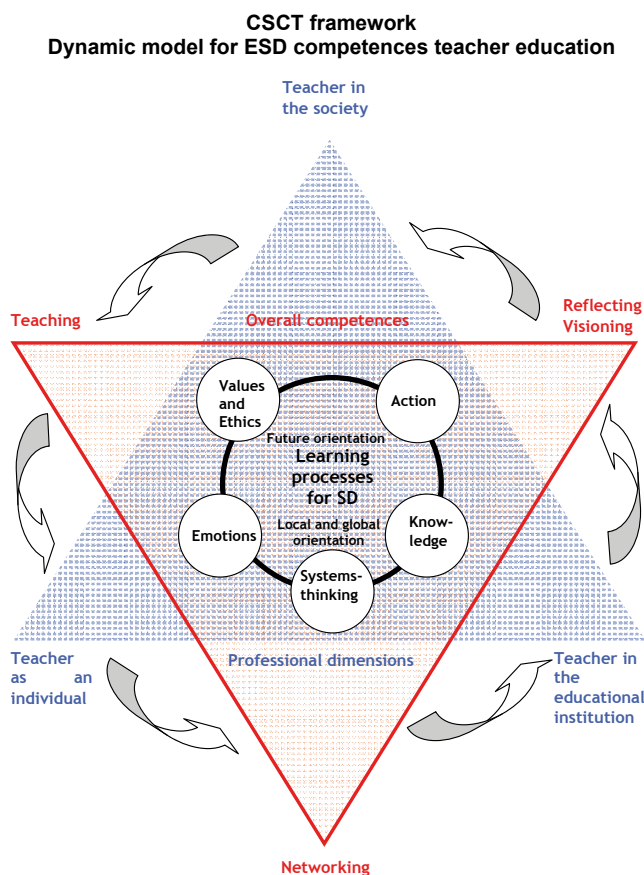 CSCT framework
Dynamic model for ESD competences teacher education
Teacher in
the society
Teaching
Overall competences
Reflecting
Visioning
Values
and
Ethics
Action
Future orientation
Learning
processes
for SD
Local and global
orientation
Emotions
Know-
ledge
Systems-
thinking
Teacher
as an
individual
Professional dimensions
Teacher in
the
educational
institution
Networking